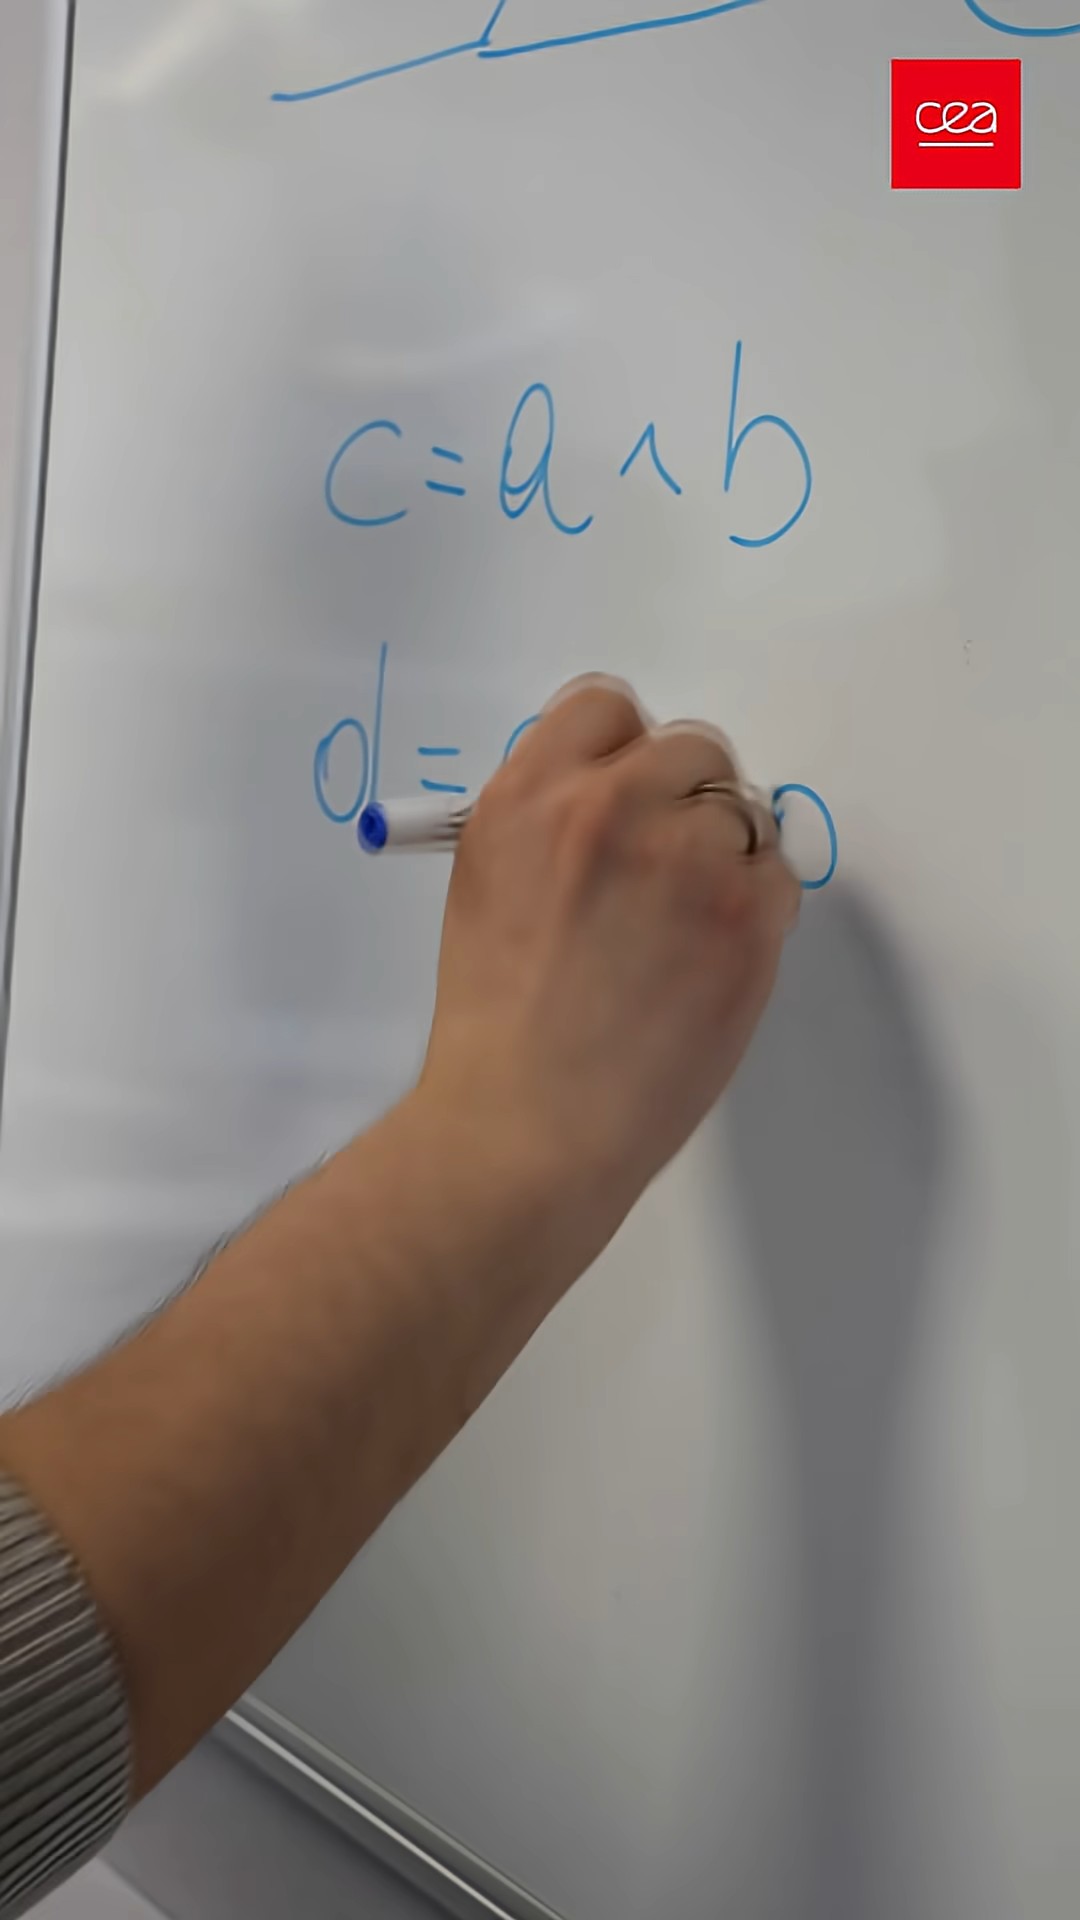 cea
c = a ∧ b
d =